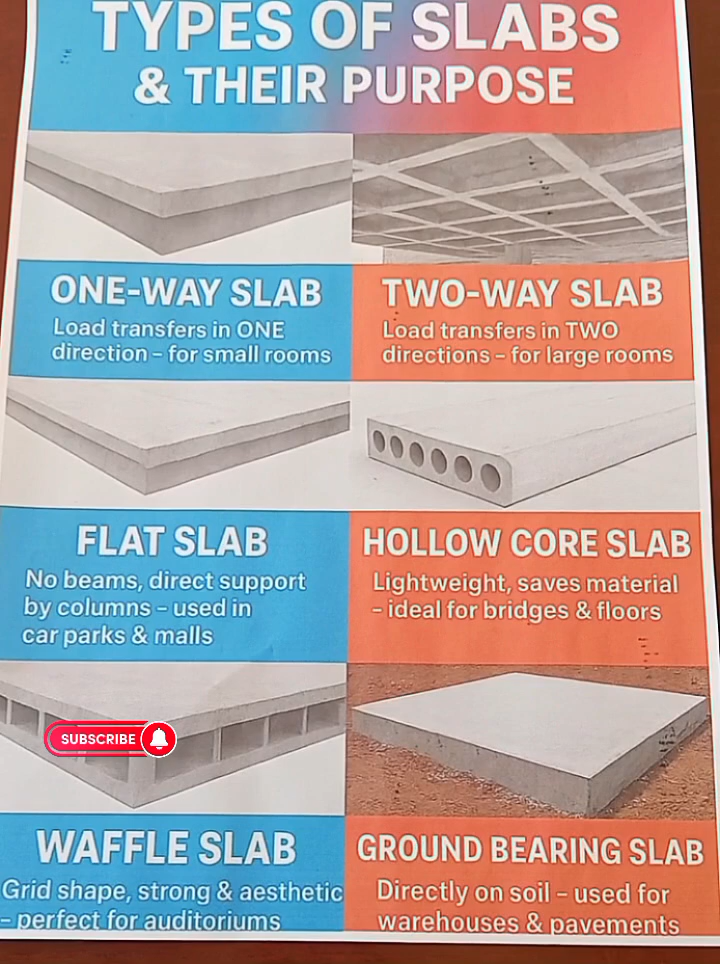 TYPES OF SLABS
& THEIR PURPOSE
ONE-WAY SLAB
Load transfers in ONE
direction – for small rooms
TWO-WAY SLAB
Load transfers in TWO
directions – for large rooms
FLAT SLAB
No beams, direct support
by columns – used in
car parks & malls
HOLLOW CORE SLAB
Lightweight, saves material
– ideal for bridges & floors
SUBSCRIBE
WAFFLE SLAB
Grid shape, strong & aesthetic
– perfect for auditoriums
GROUND BEARING SLAB
Directly on soil – used for
warehouses & pavements